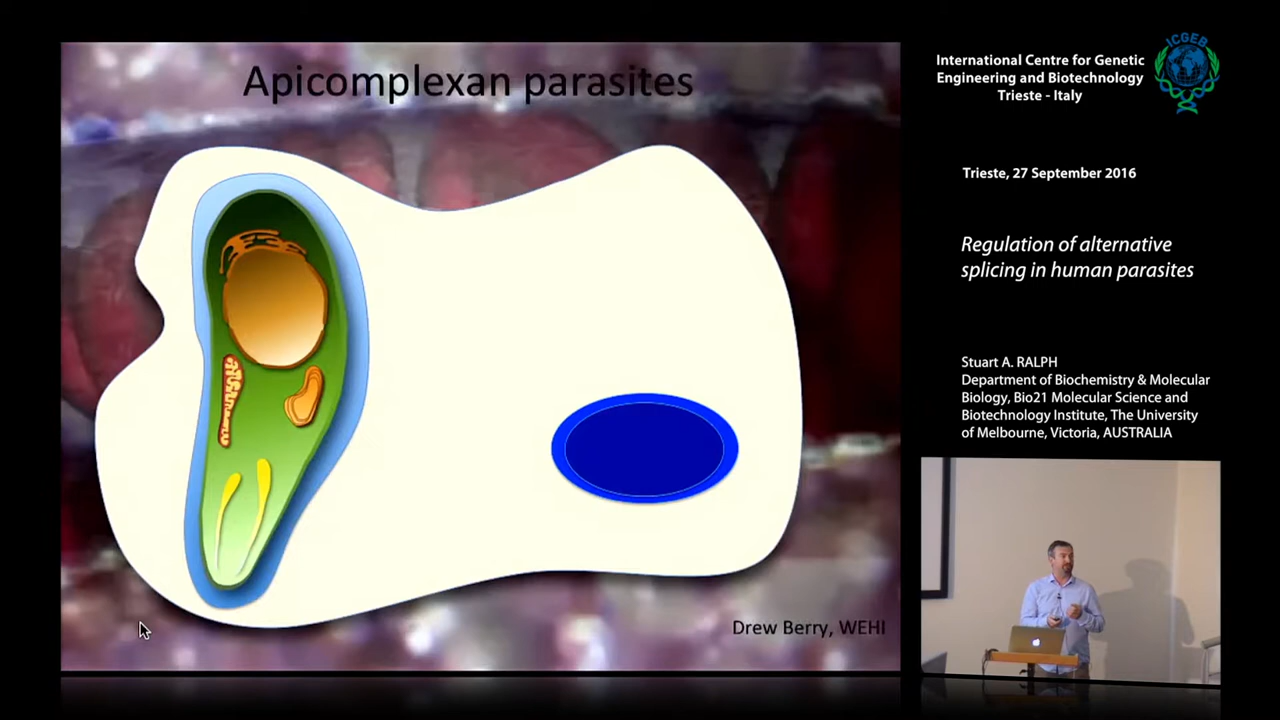 Apicomplexan parasites
Drew Berry, WEHI
International Centre for Genetic
Engineering and Biotechnology
Trieste - Italy
ICGEB
Trieste, 27 September 2016
Regulation of alternative
splicing in human parasites
Stuart A. RALPH
Department of Biochemistry & Molecular
Biology, Bio21 Molecular Science and
Biotechnology Institute, The University
of Melbourne, Victoria, AUSTRALIA